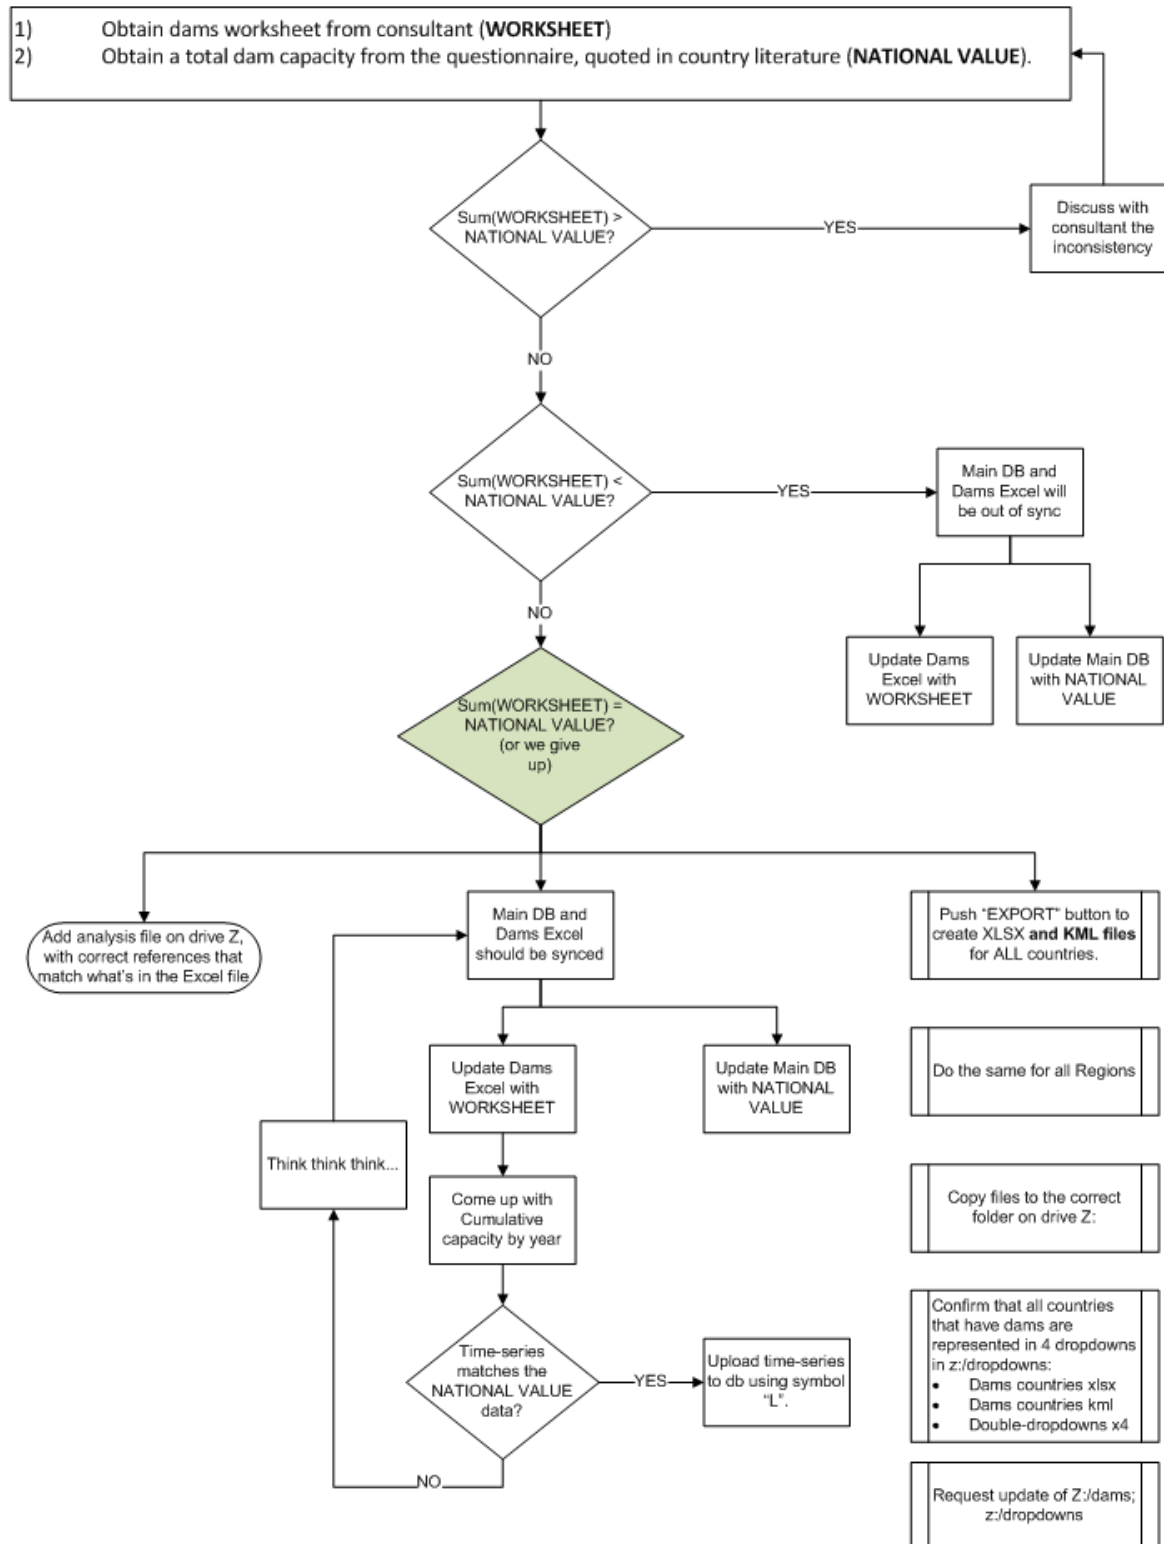 1) Obtain dams worksheet from consultant (WORKSHEET)
2) Obtain a total dam capacity from the questionnaire, quoted in country literature (NATIONAL VALUE).
Sum(WORKSHEET) >
NATIONAL VALUE?
YES
Discuss with
consultant the
inconsistency
NO
Sum(WORKSHEET) <
NATIONAL VALUE?
YES
Main DB and
Dams Excel will
be out of sync
Update Dams
Excel with
WORKSHEET
Update Main DB
with NATIONAL
VALUE
NO
Sum(WORKSHEET) =
NATIONAL VALUE?
(or we give
up)
Add analysis file on drive Z,
with correct references that
match what's in the Excel file
Main DB and
Dams Excel
should be synced
Update Dams
Excel with
WORKSHEET
Update Main DB
with NATIONAL
VALUE
Think think think...
Come up with
Cumulative
capacity by year
Time-series
matches the
NATIONAL VALUE
data?
YES
Upload time-series
to db using symbol
"L".
NO
Push "EXPORT" button to
create XLSX and KML files
for ALL countries.
Do the same for all Regions
Copy files to the correct
folder on drive Z:
Confirm that all countries
that have dams are
represented in 4 dropdowns
in z:/dropdowns:
• Dams countries xlsx
• Dams countries kml
• Double-dropdowns x4
Request update of Z:/dams;
z:/dropdowns